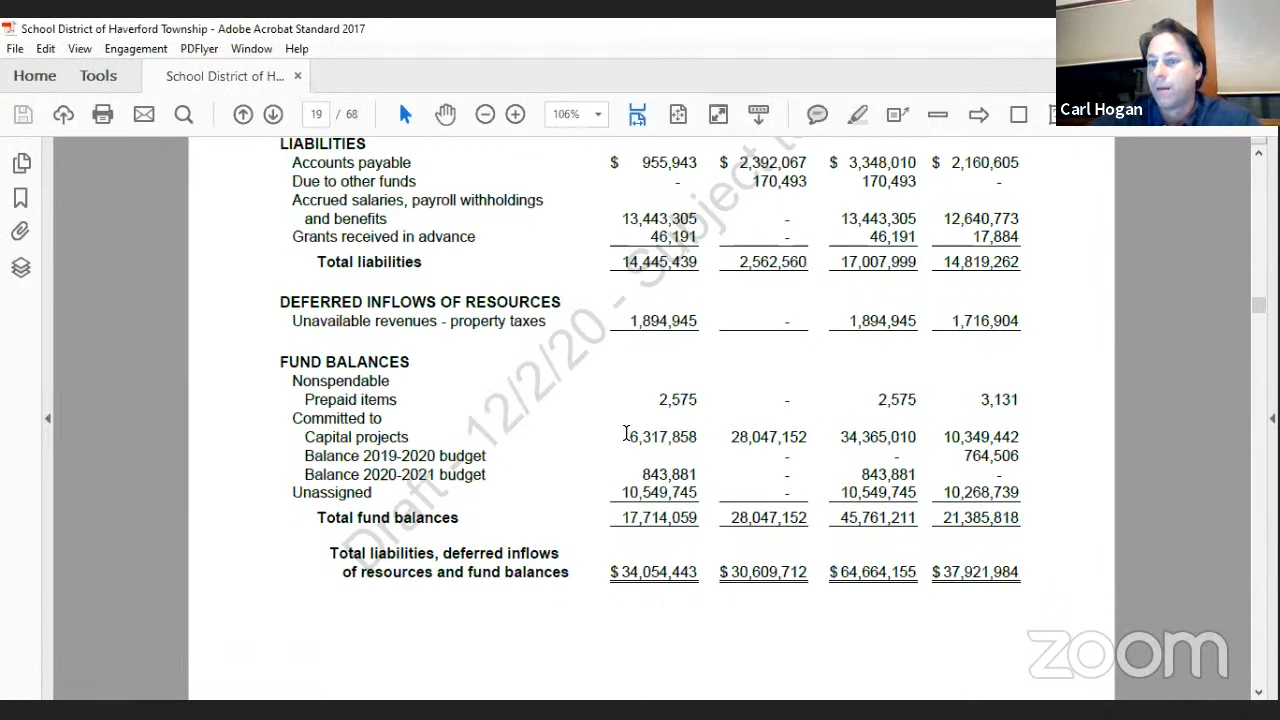 School District of Haverford Township - Adobe Acrobat Standard 2017
File Edit View Engagement PDFlyer Window Help
Home Tools School District of H... ×
19 / 68 106%
Carl Hogan
LIABILITIES
Accounts payable $ 955,943 $ 2,392,067 $ 3,348,010 $ 2,160,605
Due to other funds - 170,493 170,493 -
Accrued salaries, payroll withholdings
and benefits 13,443,305 - 13,443,305 12,640,773
Grants received in advance 46,191 - 46,191 17,884
Total liabilities 14,445,439 2,562,560 17,007,999 14,819,262
DEFERRED INFLOWS OF RESOURCES
Unavailable revenues - property taxes 1,894,945 - 1,894,945 1,716,904
FUND BALANCES
Nonspendable
Prepaid items 2,575 - 2,575 3,131
Committed to
Capital projects 6,317,858 28,047,152 34,365,010 10,349,442
Balance 2019-2020 budget - - 764,506
Balance 2020-2021 budget 843,881 - 843,881 -
Unassigned 10,549,745 - 10,549,745 10,268,739
Total fund balances 17,714,059 28,047,152 45,761,211 21,385,818
Total liabilities, deferred inflows
of resources and fund balances $ 34,054,443 $ 30,609,712 $ 64,664,155 $ 37,921,984
Draft - 12/2/20 - Subject
zoom